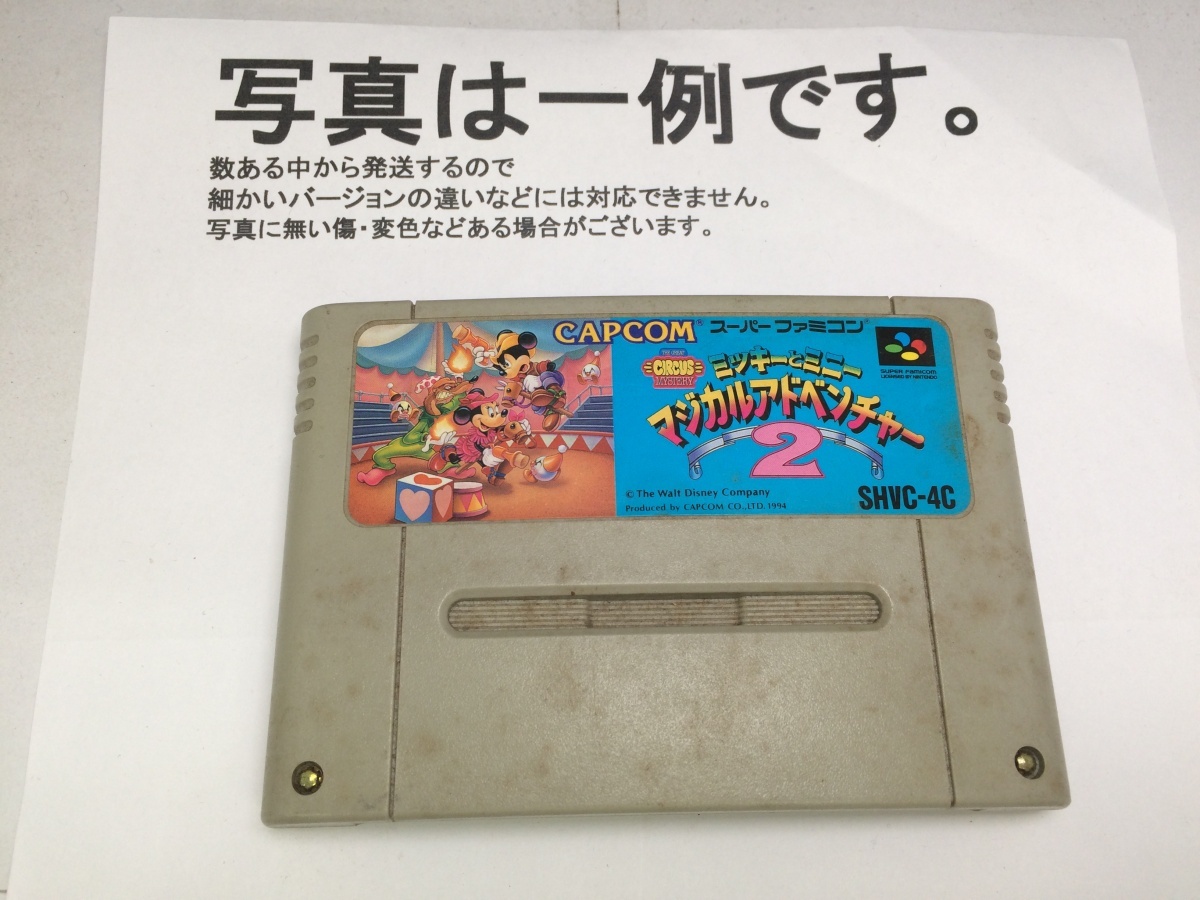 写真は一例です。
数ある中から発送するので
細かいバージョンの違いなどには対応できません。
写真に無い傷・変色などある場合がございます。
CAPCOM® スーパーファミコン
THE GREAT
CIRCUS
MYSTERY
ミッキーとミニー
マジカルアドベンチャー
2
SUPER FAMICOM
LICENSED BY NINTENDO
© The Walt Disney Company
Produced by CAPCOM CO.,LTD. 1994
SHVC-4C